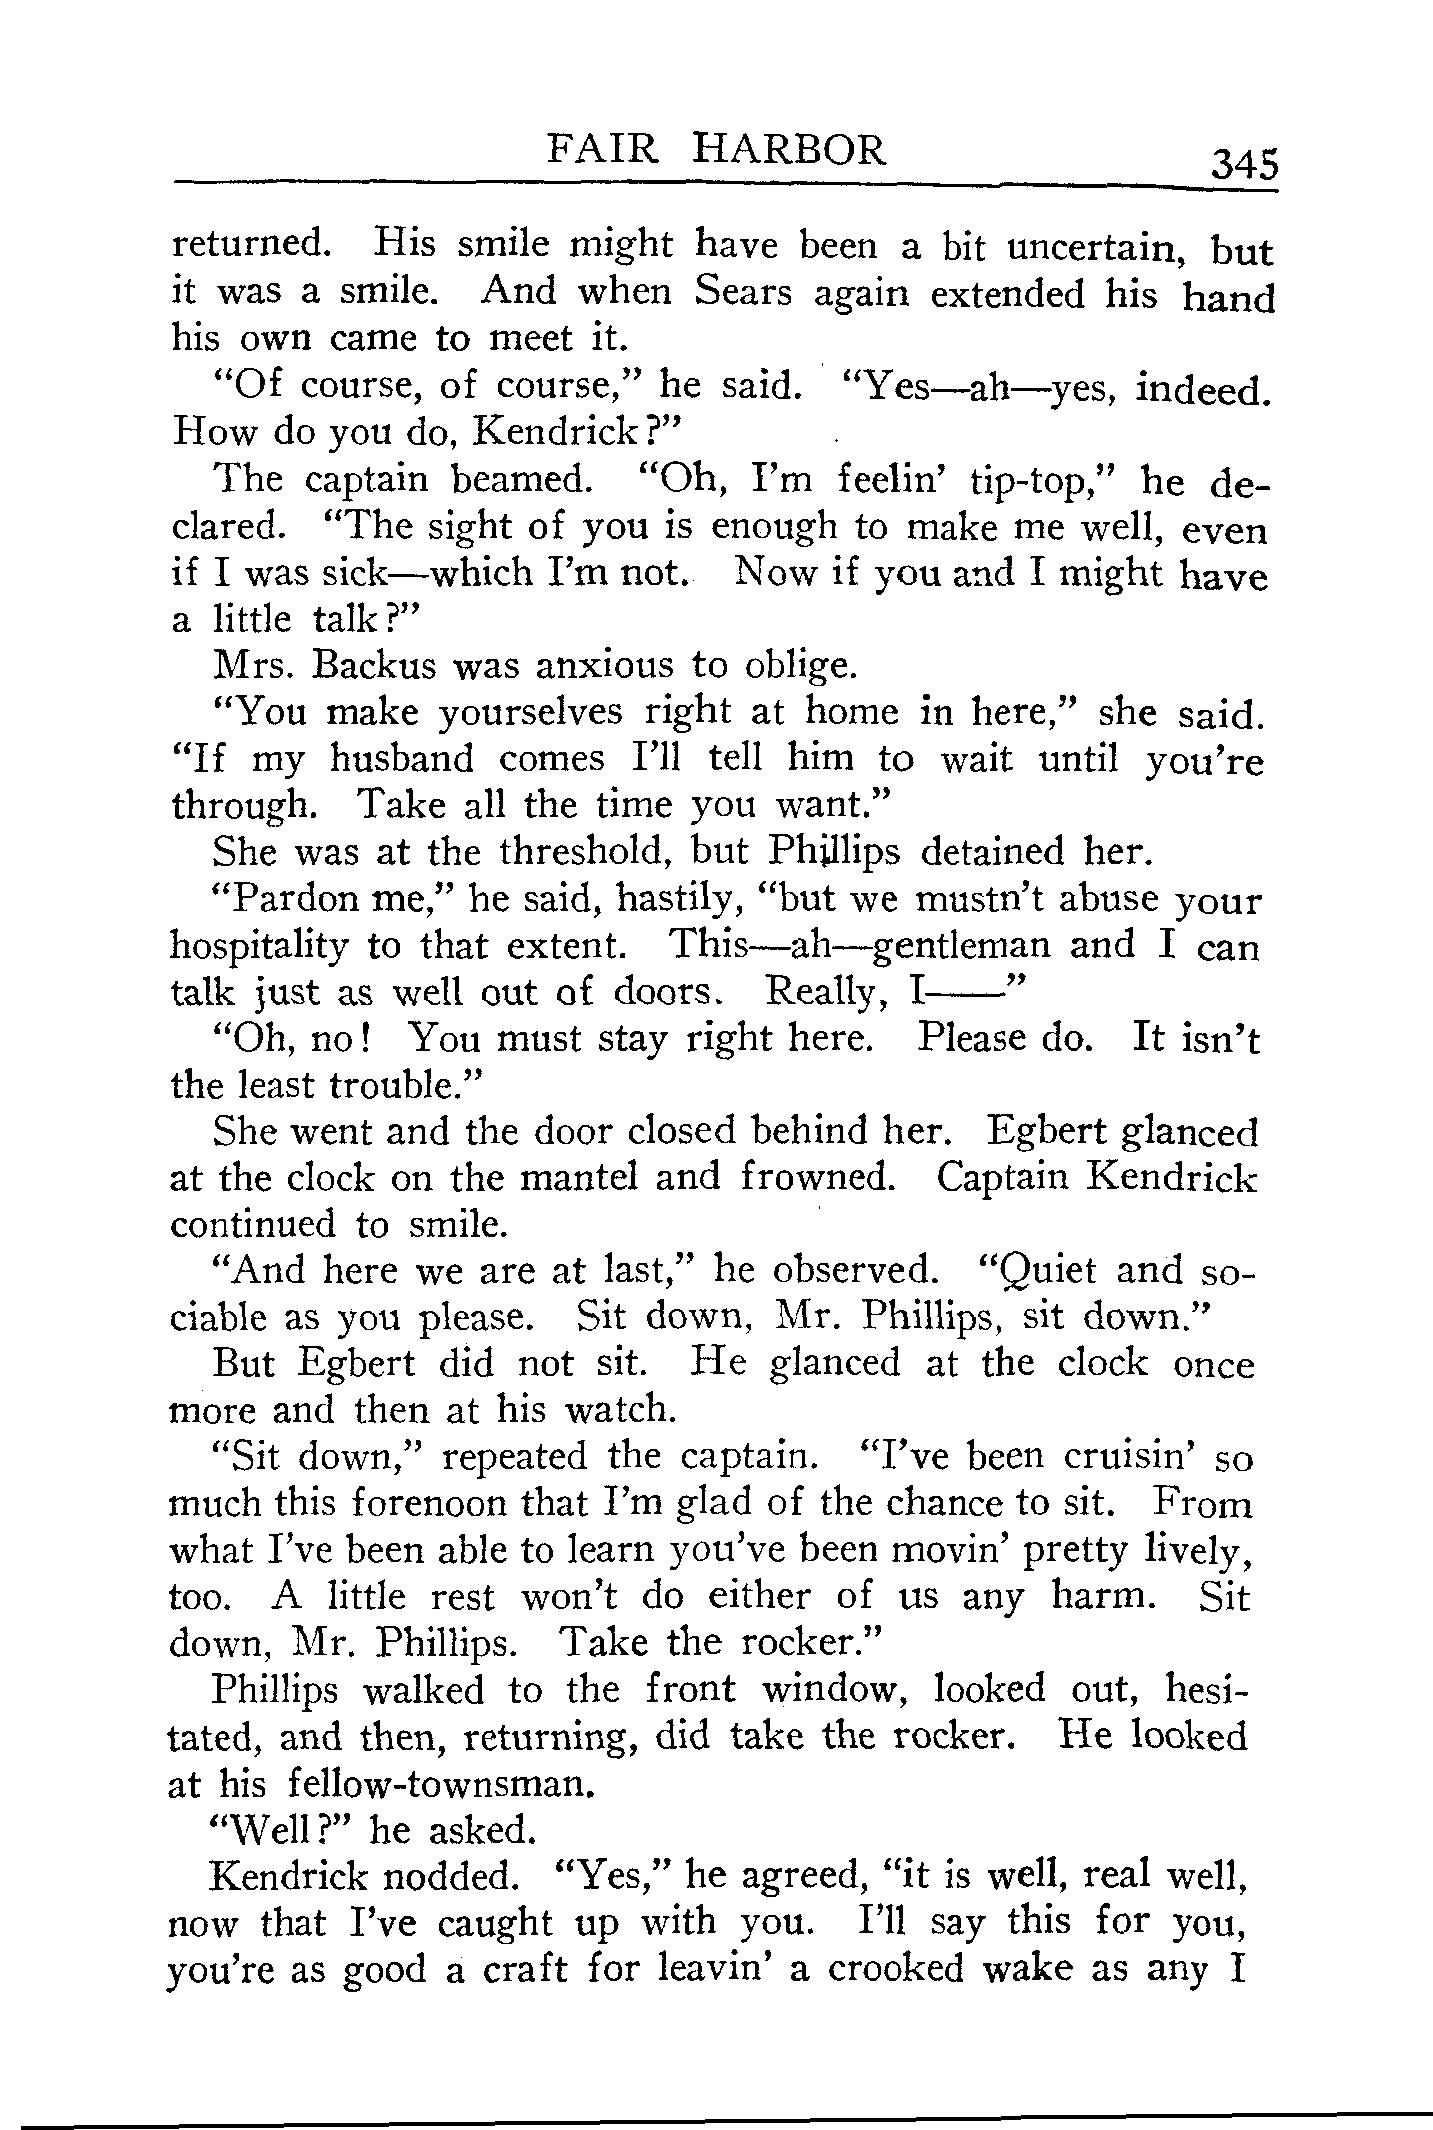 FAIR HARBOR 345
returned. His smile might have been a bit uncertain, but
it was a smile. And when Sears again extended his hand
his own came to meet it.
“Of course, of course,” he said. “Yes—ah—yes, indeed.
How do you do, Kendrick?”
The captain beamed. “Oh, I’m feelin’ tip-top,” he de-
clared. “The sight of you is enough to make me well, even
if I was sick—which I’m not. Now if you and I might have
a little talk?”
Mrs. Backus was anxious to oblige.
“You make yourselves right at home in here,” she said.
“If my husband comes I’ll tell him to wait until you’re
through. Take all the time you want.”
She was at the threshold, but Phillips detained her.
“Pardon me,” he said, hastily, “but we mustn’t abuse your
hospitality to that extent. This—ah—gentleman and I can
talk just as well out of doors. Really, I——”
“Oh, no! You must stay right here. Please do. It isn’t
the least trouble.”
She went and the door closed behind her. Egbert glanced
at the clock on the mantel and frowned. Captain Kendrick
continued to smile.
“And here we are at last,” he observed. “Quiet and so-
ciable as you please. Sit down, Mr. Phillips, sit down.”
But Egbert did not sit. He glanced at the clock once
more and then at his watch.
“Sit down,” repeated the captain. “I’ve been cruisin’ so
much this forenoon that I’m glad of the chance to sit. From
what I’ve been able to learn you’ve been movin’ pretty lively,
too. A little rest won’t do either of us any harm. Sit
down, Mr. Phillips. Take the rocker.”
Phillips walked to the front window, looked out, hesi-
tated, and then, returning, did take the rocker. He looked
at his fellow-townsman.
“Well?” he asked.
Kendrick nodded. “Yes,” he agreed, “it is well, real well,
now that I’ve caught up with you. I’ll say this for you,
you’re as good a craft for leavin’ a crooked wake as any I